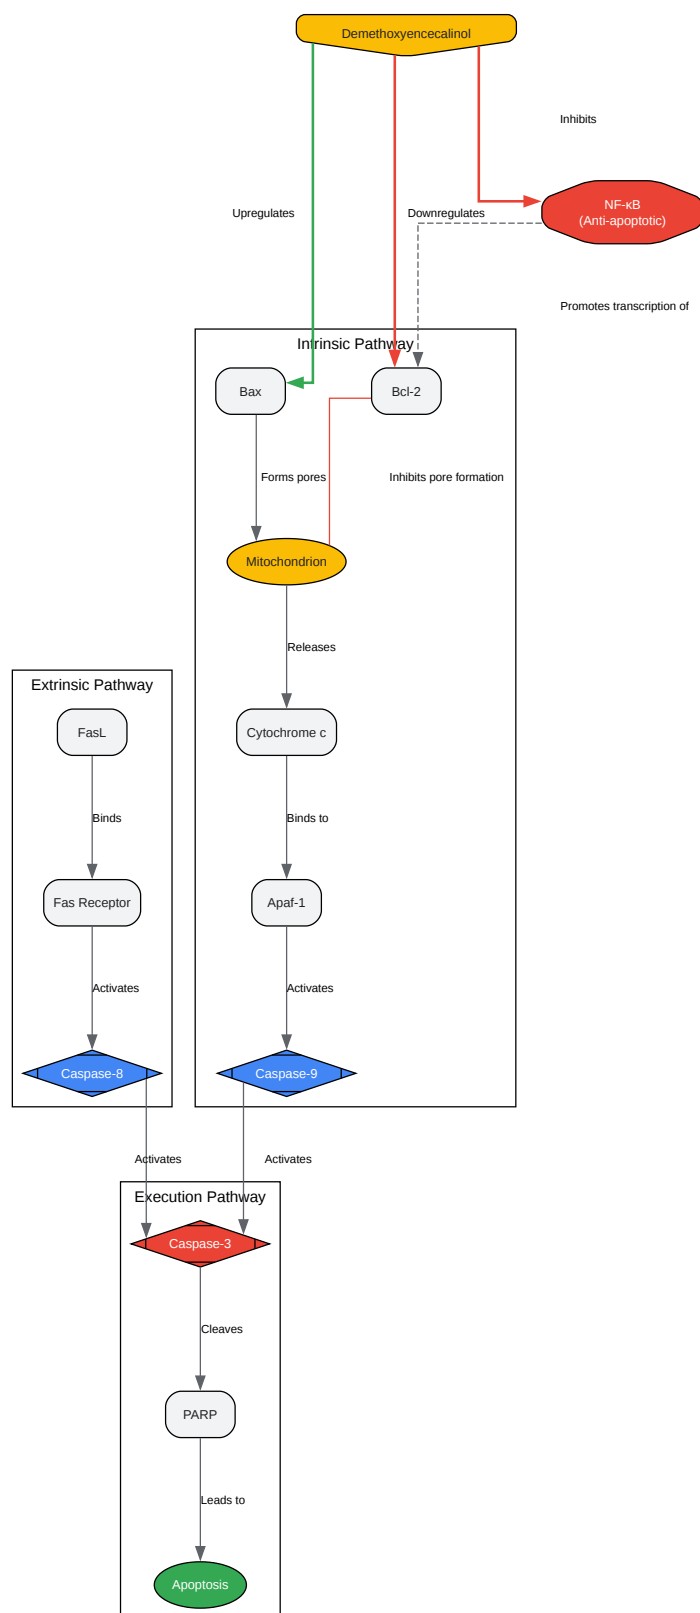 Demethoxyencecalinol
Inhibits
NF-κB
(Anti-apoptotic)
Upregulates
Downregulates
Promotes transcription of
Intrinsic Pathway
Bax
Bcl-2
Forms pores
Inhibits pore formation
Mitochondrion
Releases
Extrinsic Pathway
FasL
Cytochrome c
Binds
Binds to
Fas Receptor
Apaf-1
Activates
Activates
Caspase-8
Caspase-9
Activates
Activates
Execution Pathway
Caspase-3
Cleaves
PARP
Leads to
Apoptosis